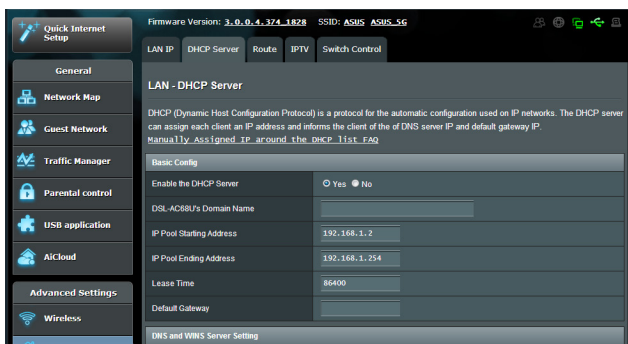 Quick Internet
Setup
Firmware Version: 3.0.0.4.374_1828 SSID: ASUS ASUS_5G
LAN IP DHCP Server Route IPTV Switch Control
General
Network Map
Guest Network
Traffic Manager
Parental control
USB application
AiCloud
Advanced Settings
Wireless
LAN - DHCP Server
DHCP (Dynamic Host Configuration Protocol) is a protocol for the automatic configuration used on IP networks. The DHCP server
can assign each client an IP address and informs the client of the of DNS server IP and default gateway IP.
Manually Assigned IP around the DHCP list FAQ
Basic Config
Enable the DHCP Server Yes No
DSL-AC68U's Domain Name
IP Pool Starting Address 192.168.1.2
IP Pool Ending Address 192.168.1.254
Lease Time 86400
Default Gateway
DNS and WINS Server Setting